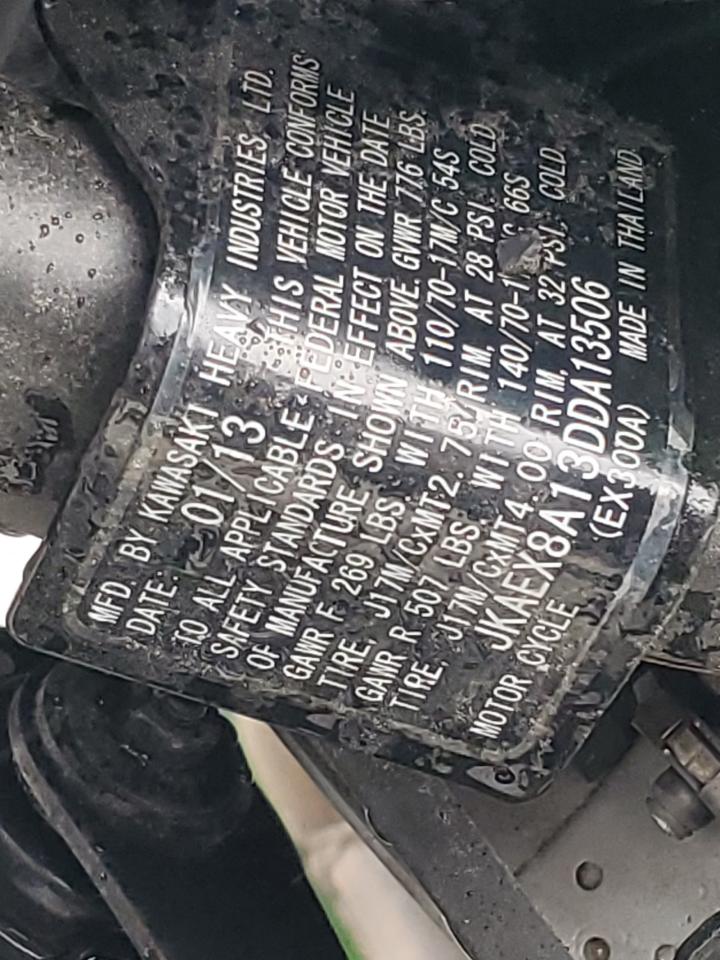 MFD. BY KAWASAKI HEAVY INDUSTRIES LTD.
DATE: 01/13 THIS VEHICLE CONFORMS
TO ALL APPLICABLE FEDERAL MOTOR VEHICLE
SAFETY STANDARDS IN EFFECT ON THE DATE
OF MANUFACTURE SHOWN ABOVE. GVWR 776 LBS.
GAWR F 269 LBS. WITH 110/70-17M/C 54S
TIRE, J17M/CxMT2.75 RIM, AT 28 PSI. COLD
GAWR R 507 LBS. WITH 140/70-17 66S
TIRE, J17M/CxMT4.00 RIM, AT 32 PSI. COLD
JKAEX8A13DDA13506
MOTOR CYCLE (EX300A) MADE IN THAILAND